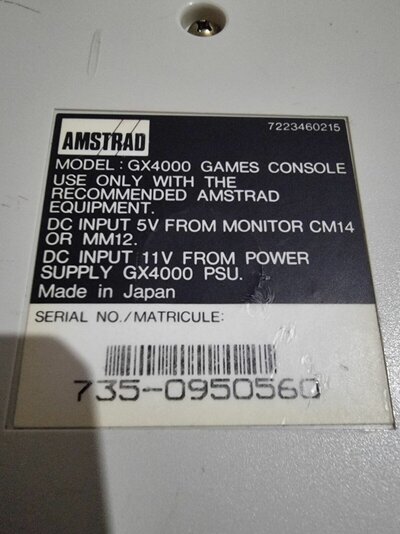 AMSTRAD
7223460215
MODEL: GX4000 GAMES CONSOLE
USE ONLY WITH THE
RECOMMENDED AMSTRAD
EQUIPMENT.
DC INPUT 5V FROM MONITOR CM14
OR MM12.
DC INPUT 11V FROM POWER
SUPPLY GX4000 PSU.
Made in Japan
SERIAL NO./MATRICULE:
735-0950560